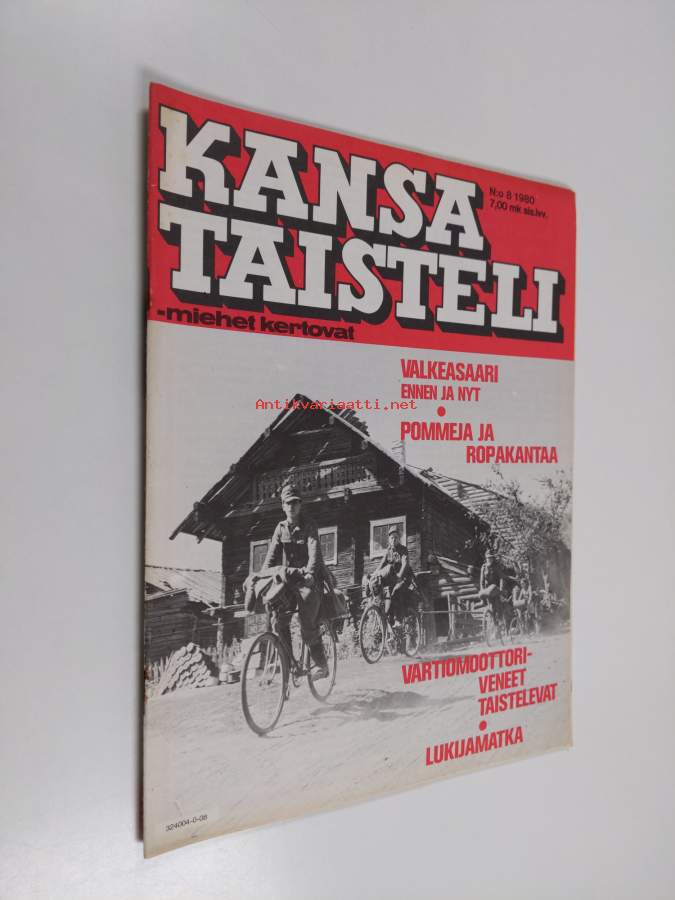 KANSA
TAISTELI
N:o 8 1980
7,00 mk sis.lvv.
-miehet kertovat
VALKEASAARI
ENNEN JA NYT
•
POMMEJA JA
ROPAKANTAA
Antikvariaatti.net
VARTIOMOOTTORI-
VENEET
TAISTELEVAT
•
LUKIJAMATKA
324004-0-08